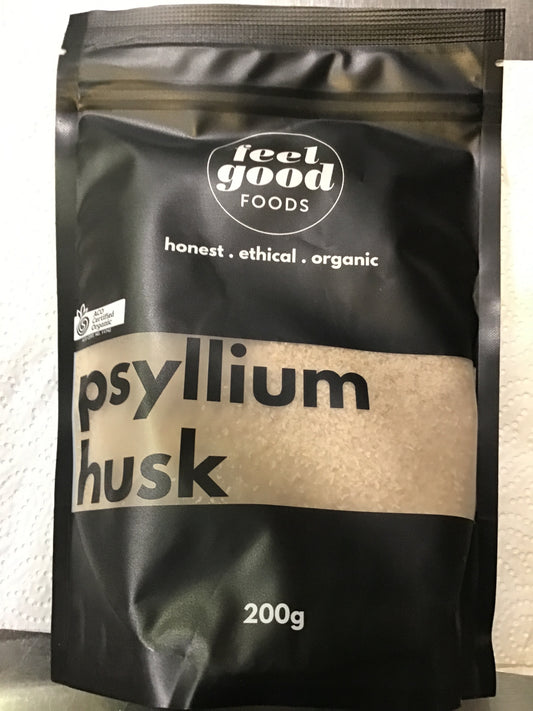 feel
good
FOODS
honest . ethical . organic
ACO
Certified
Organic
psyllium
husk
200g